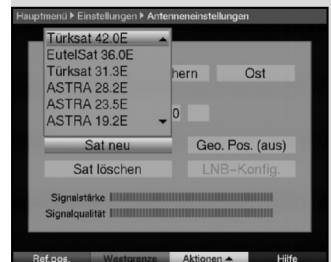 Hauptmenü ▸ Einstellungen ▸ Antenneneinstellungen
Türksat 42.0E
EutelSat 36.0E
Türksat 31.3E
ASTRA 28.2E
ASTRA 23.5E
ASTRA 19.2E
hern
Ost
0
Sat neu
Geo. Pos. (aus)
Sat löschen
LNB-Konfig.
Signalstärke
Signalqualität
Ref.pos.
Westgrenze
Aktionen
Hilfe